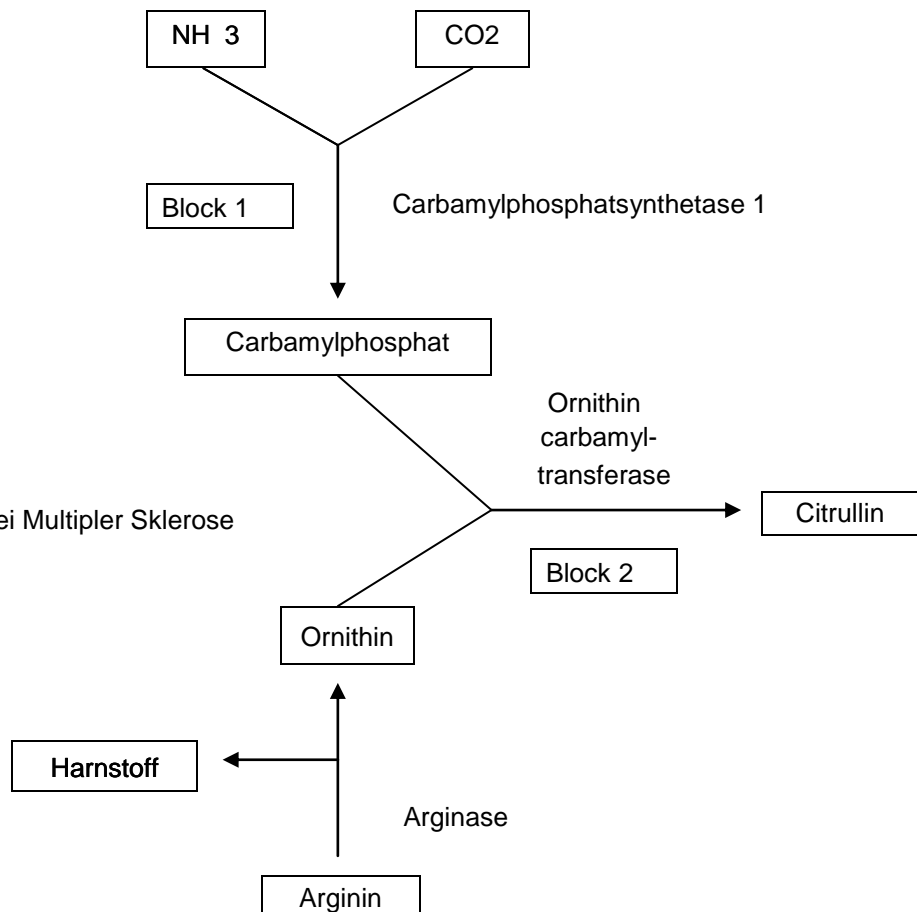 NH 3
CO2
Block 1
Carbamylphosphatsynthetase 1
Carbamylphosphat
Ornithin
carbamyl-
transferase
ei Multipler Sklerose
Citrullin
Block 2
Ornithin
Harnstoff
Arginase
Arginin